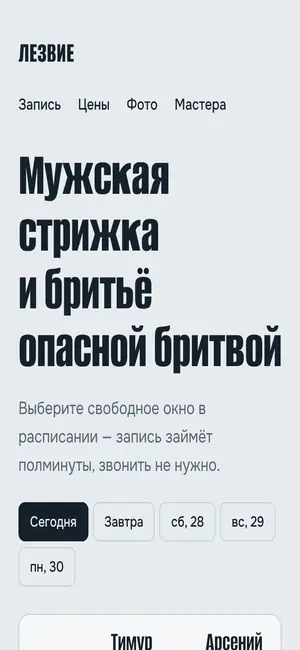 ЛЕЗВИЕ
Запись Цены Фото Мастера
Мужская
стрижка
и бритьё
опасной бритвой
Выберите свободное окно в
расписании — запись займёт
полминуты, звонить не нужно.
Сегодня Завтра сб, 28 вс, 29
пн, 30
Тимур Арсений